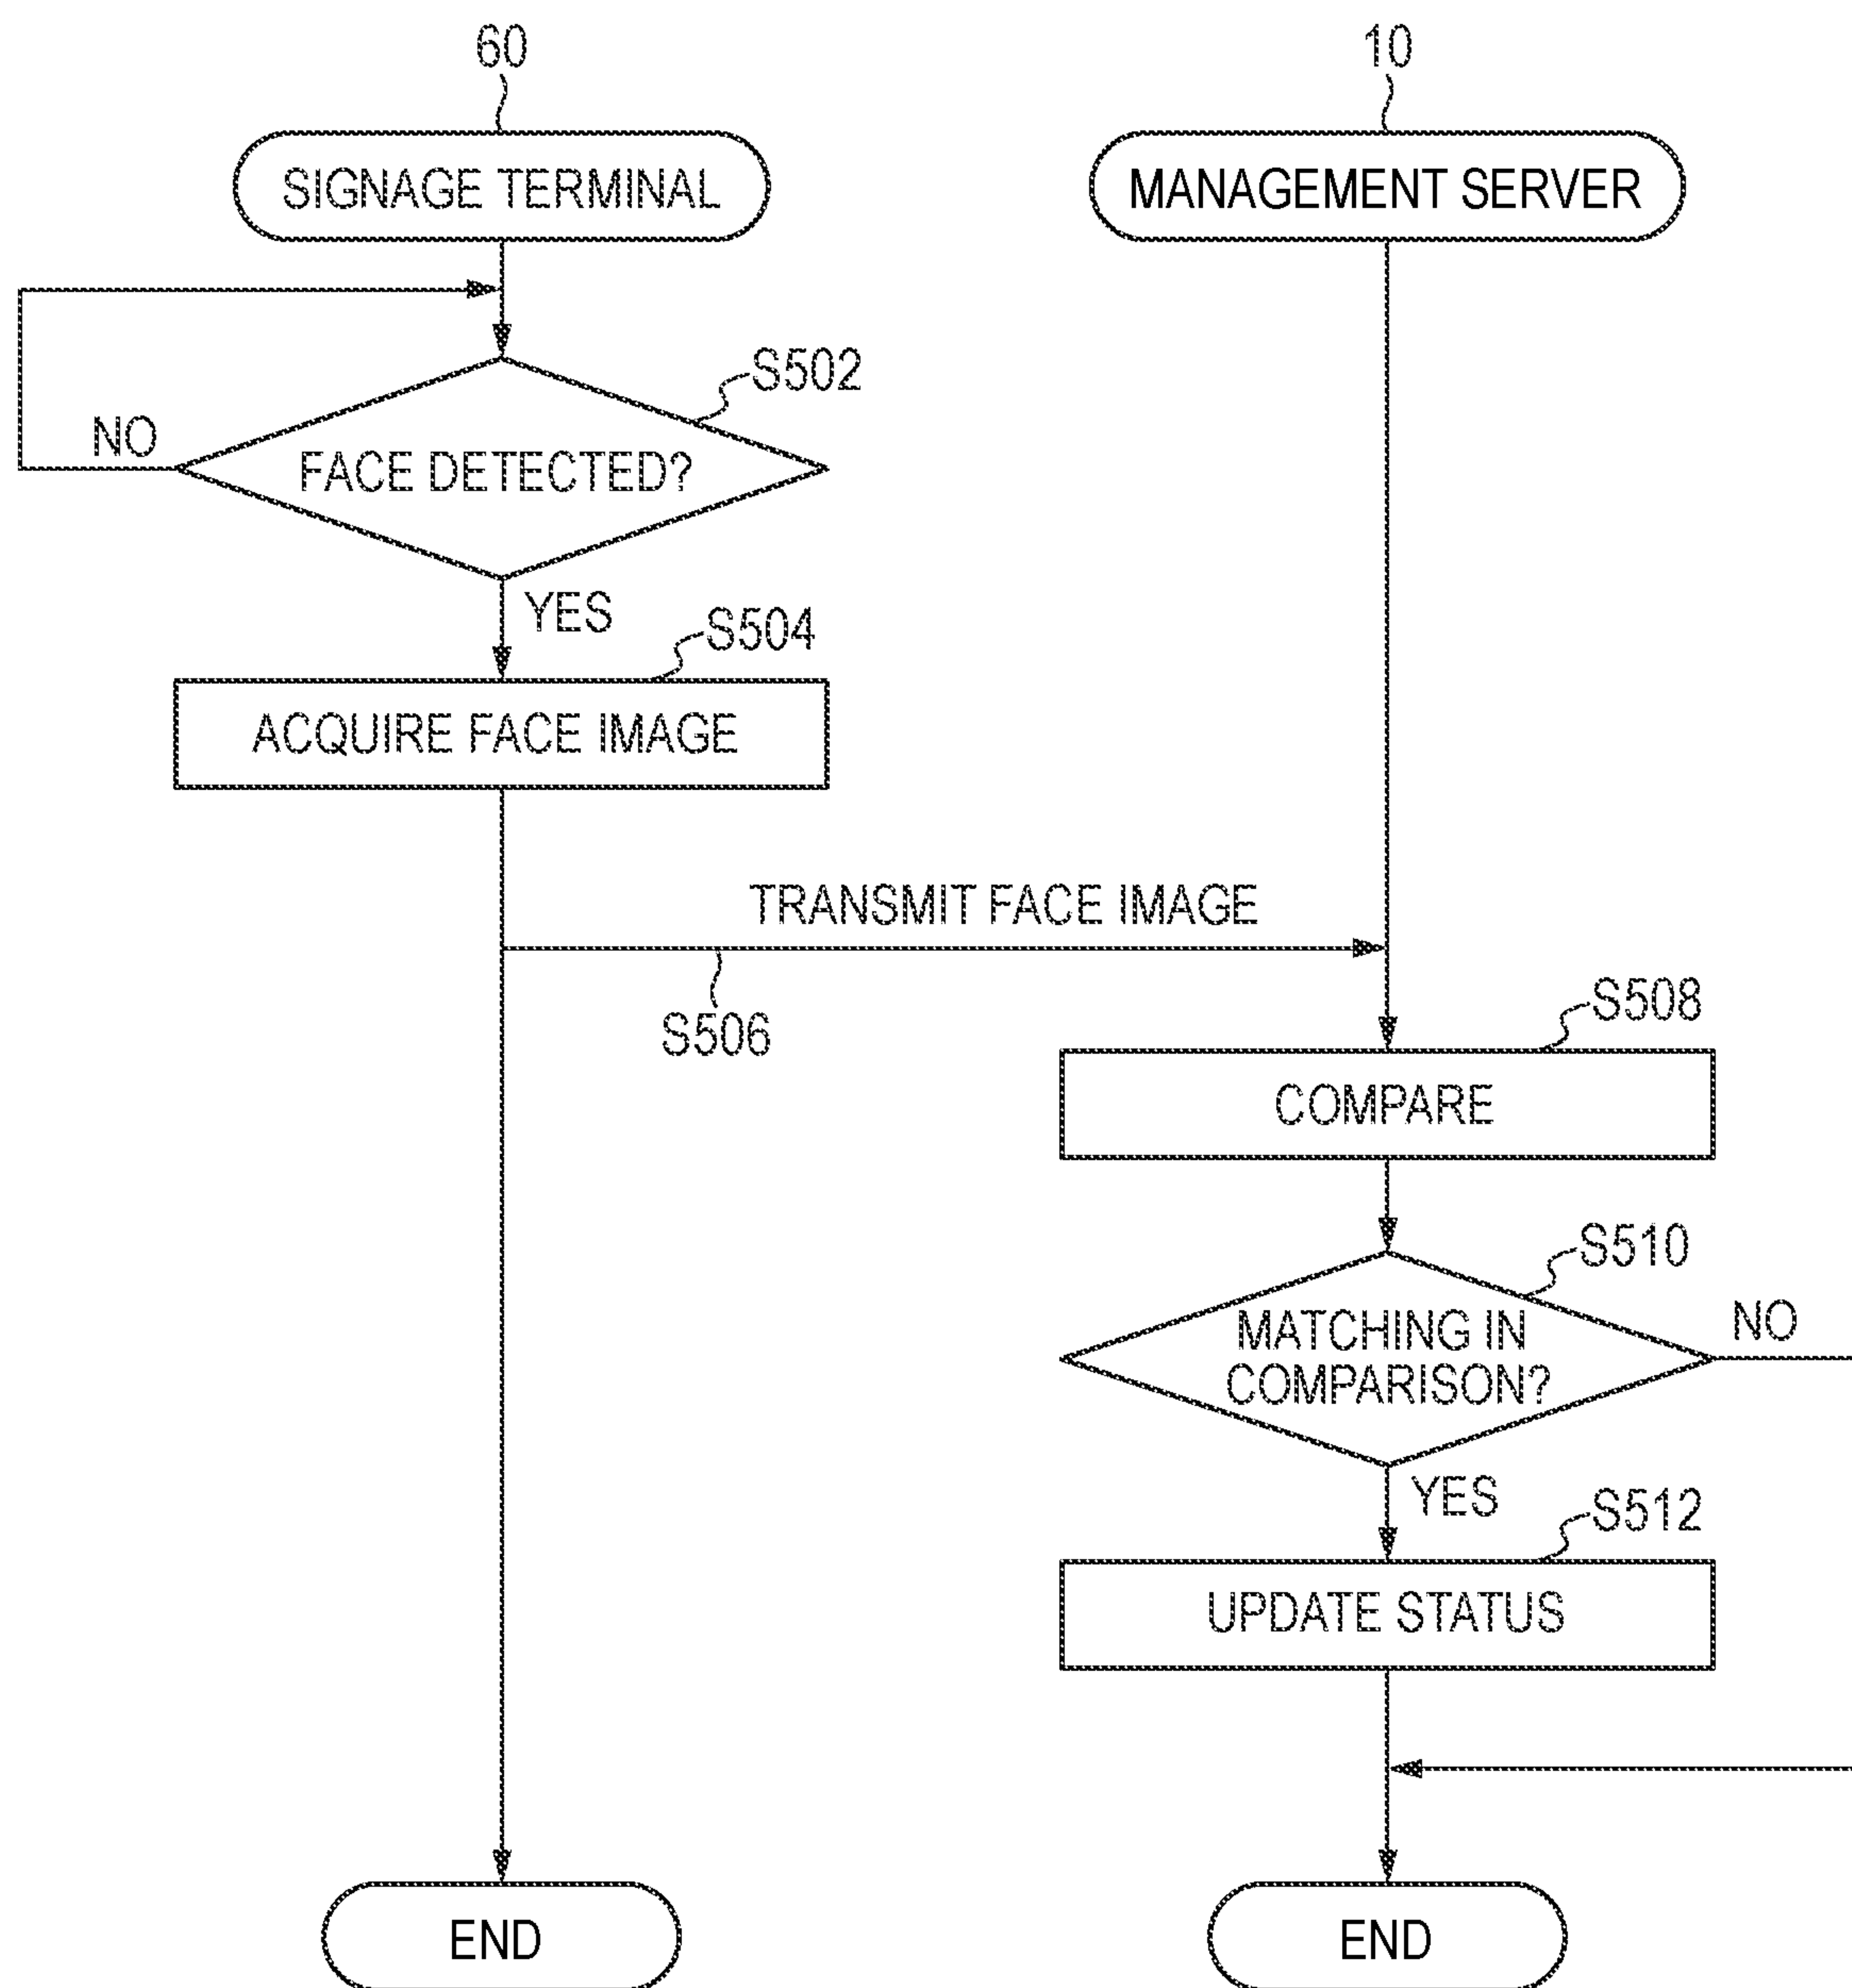 60
10
SIGNAGE TERMINAL
MANAGEMENT SERVER
S502
NO
FACE DETECTED?
YES
S504
ACQUIRE FACE IMAGE
TRANSMIT FACE IMAGE
S506
S508
COMPARE
S510
MATCHING IN
COMPARISON?
NO
YES
S512
UPDATE STATUS
END
END